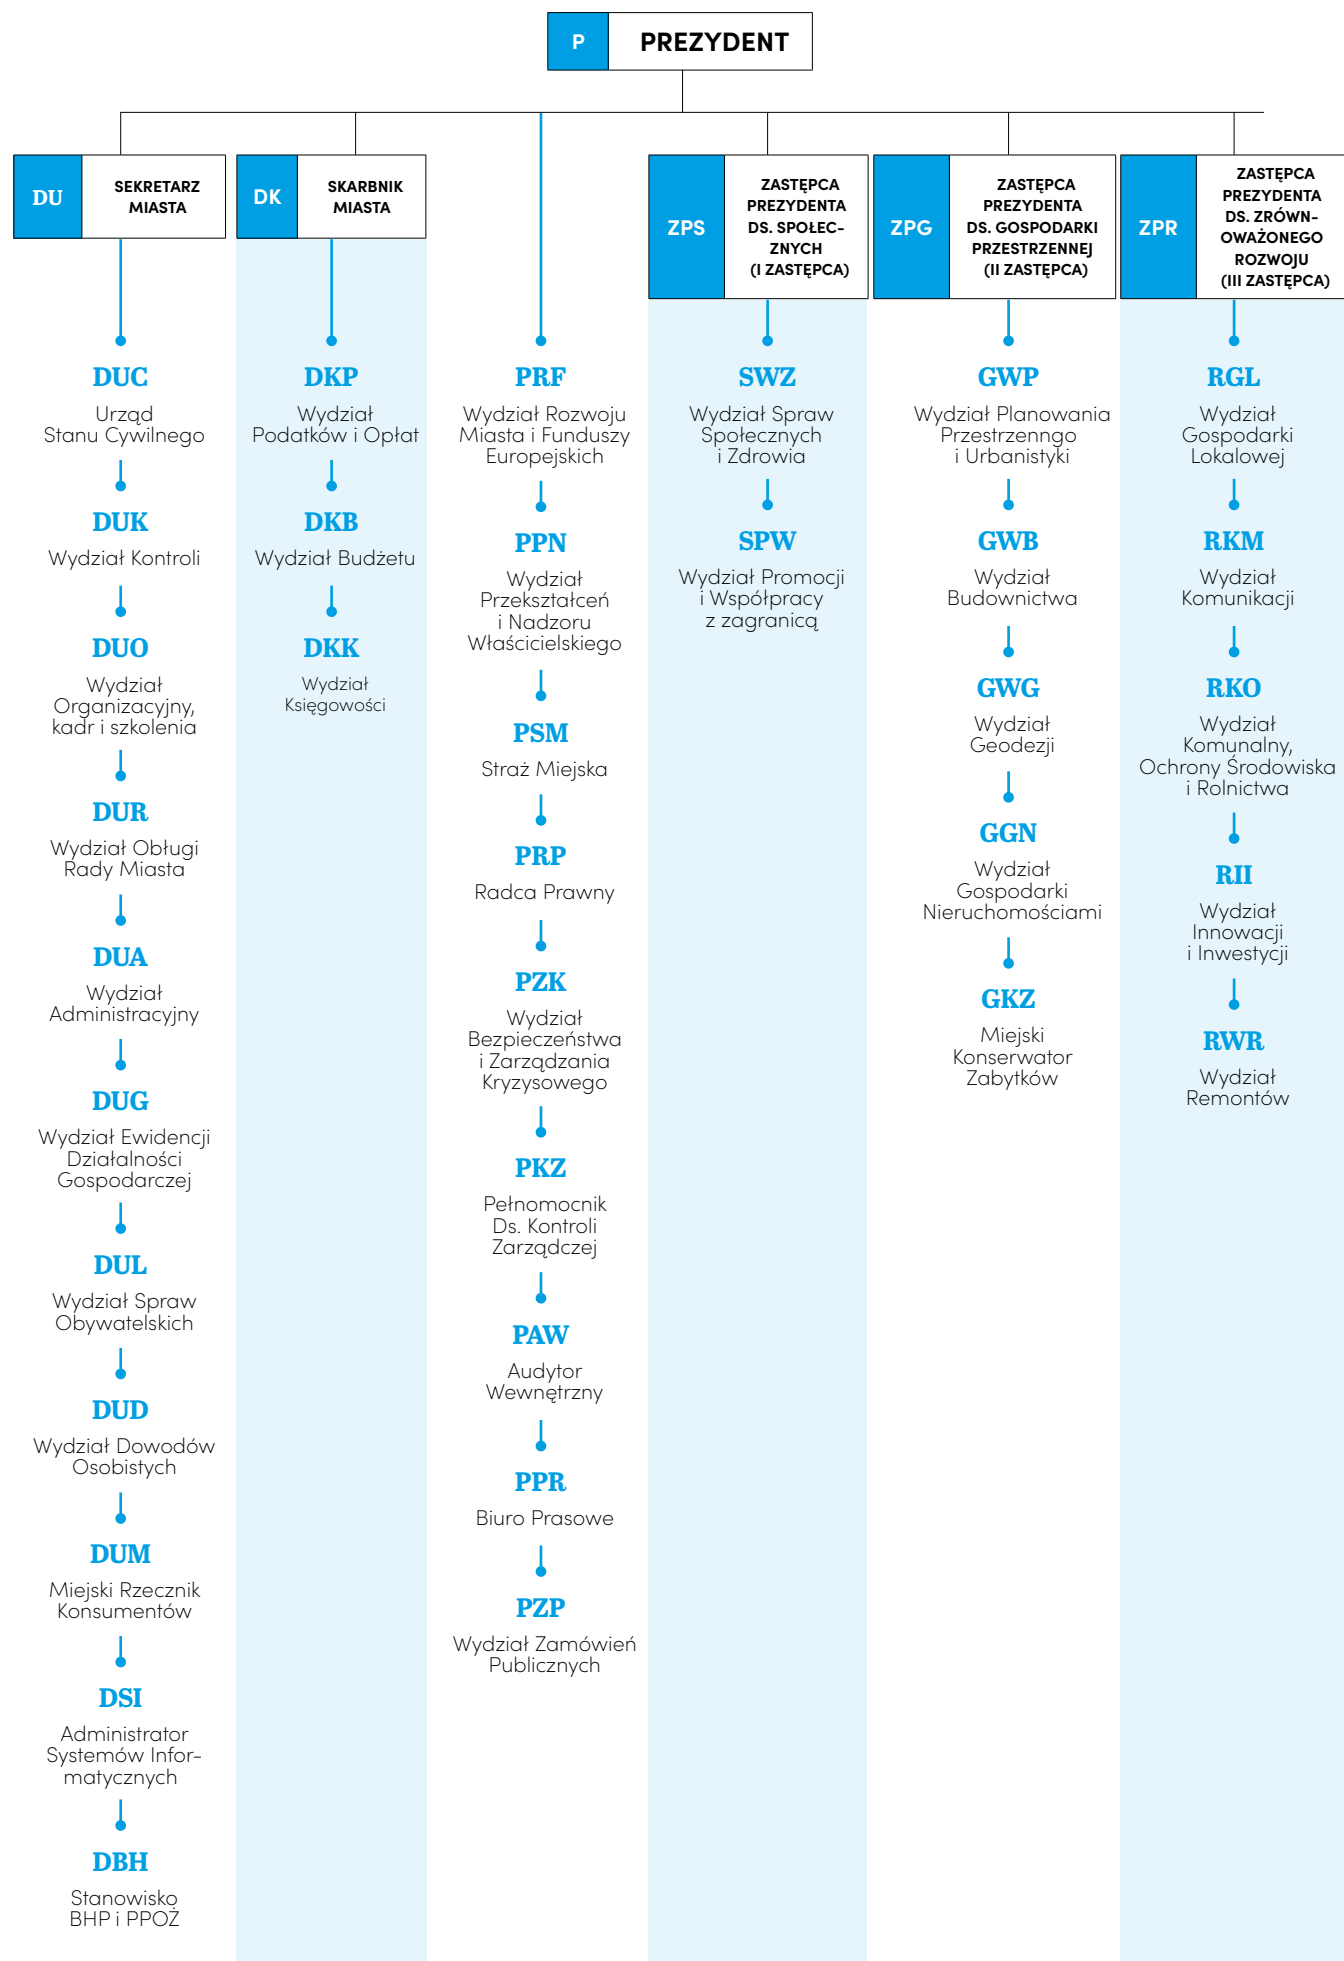 P
PREZYDENT
DU
SEKRETARZ
MIASTA
DUC
Urząd
Stanu Cywilnego
DUK
Wydział Kontroli
DUO
Wydział
Organizacyjny,
kadr i szkolenia
DUR
Wydział Obługi
Rady Miasta
DUA
Wydział
Administracyjny
DUG
Wydział Ewidencji
Działalności
Gospodarczej
DUL
Wydział Spraw
Obywatelskich
DUD
Wydział Dowodów
Osobistych
DUM
Miejski Rzecznik
Konsumentów
DSI
Administrator
Systemów Infor-
matycznych
DBH
Stanowisko
BHP i PPOŻ
DK
SKARBNIK
MIASTA
DKP
Wydział
Podatków i Opłat
DKB
Wydział Budżetu
DKK
Wydział
Księgowości
PRF
Wydział Rozwoju
Miasta i Funduszy
Europejskich
PPN
Wydział
Przekształceń
i Nadzoru
Właścicielskiego
PSM
Straż Miejska
PRP
Radca Prawny
PZK
Wydział
Bezpieczeństwa
i Zarządzania
Kryzysowego
PKZ
Pełnomocnik
Ds. Kontroli
Zarządczej
PAW
Audytor
Wewnętrzny
PPR
Biuro Prasowe
PZP
Wydział Zamówień
Publicznych
ZPS
ZASTĘPCA
PREZYDENTA
DS. SPOŁEC-
ZNYCH
(I ZASTĘPCA)
SWZ
Wydział Spraw
Społecznych
i Zdrowia
SPW
Wydział Promocji
i Współpracy
z zagranicą
ZPG
ZASTĘPCA
PREZYDENTA
DS. GOSPODARKI
PRZESTRZENNEJ
(II ZASTĘPCA)
GWP
Wydział Planowania
Przestrzenngo
i Urbanistyki
GWB
Wydział
Budownictwa
GWG
Wydział
Geodezji
GGN
Wydział
Gospodarki
Nieruchomościami
GKZ
Miejski
Konserwator
Zabytków
ZPR
ZASTĘPCA
PREZYDENTA
DS. ZRÓWN-
OWAŻONEGO
ROZWOJU
(III ZASTĘPCA)
RGL
Wydział
Gospodarki
Lokalowej
RKM
Wydział
Komunikacji
RKO
Wydział
Komunalny,
Ochrony Środowiska
i Rolnictwa
RII
Wydział
Innowacji
i Inwestycji
RWR
Wydział
Remontów